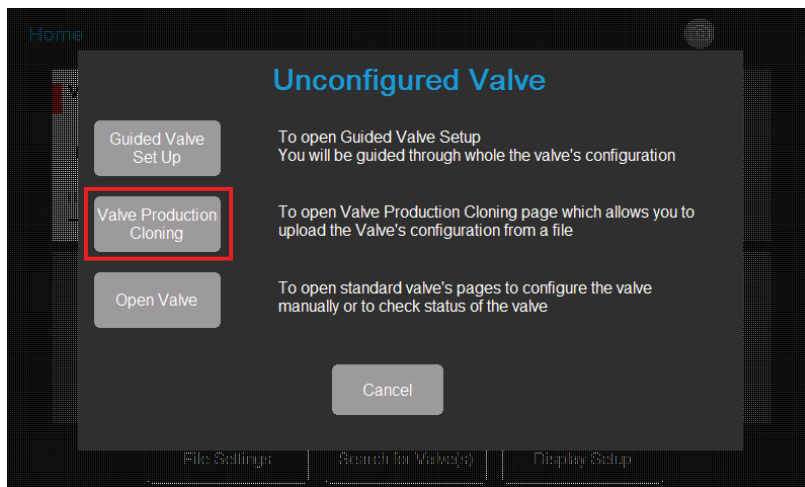 Home
Unconfigured Valve
Guided Valve
Set Up
To open Guided Valve Setup
You will be guided through whole the valve's configuration
Valve Production
Cloning
To open Valve Production Cloning page which allows you to
upload the Valve's configuration from a file
Open Valve
To open standard valve's pages to configure the valve
manually or to check status of the valve
Cancel
File Settings
Search for Valve(s)
Display Setup